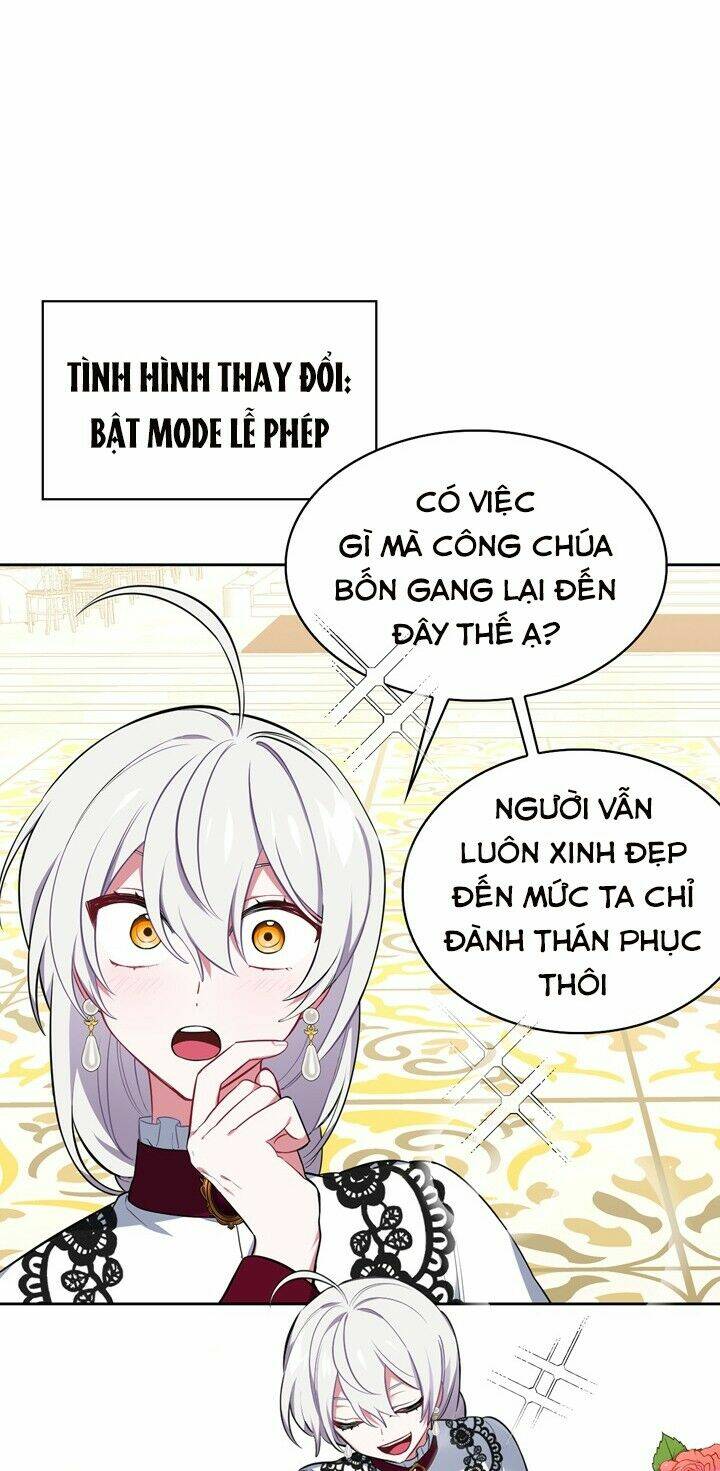 TÌNH HÌNH THAY ĐỔI:
BẬT MODE LỄ PHÉP
CÓ VIỆC
GÌ MÀ CÔNG CHÚA
BỐN GANG LẠI ĐẾN
ĐÂY THẾ Ạ?
NGƯỜI VẪN
LUÔN XINH ĐẸP
ĐẾN MỨC TA CHỈ
ĐÀNH THÁN PHỤC
THÔI